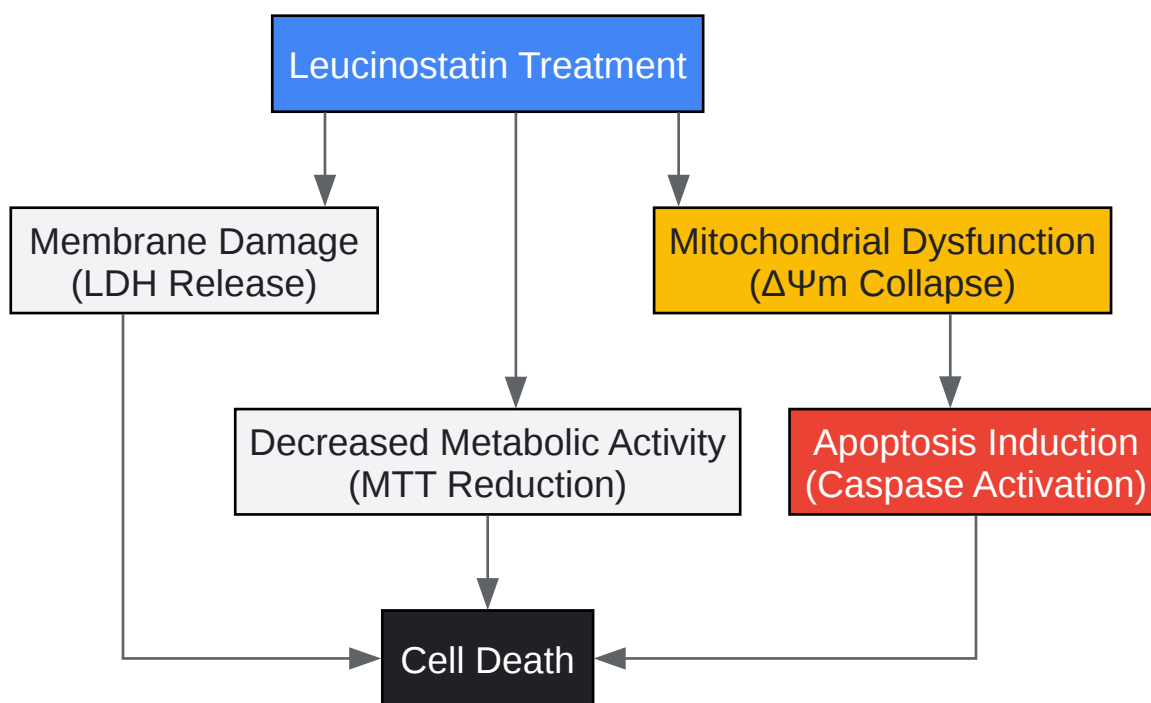 Leucinostatin Treatment
Membrane Damage
(LDH Release)
Mitochondrial Dysfunction
(ΔΨm Collapse)
Decreased Metabolic Activity
(MTT Reduction)
Apoptosis Induction
(Caspase Activation)
Cell Death